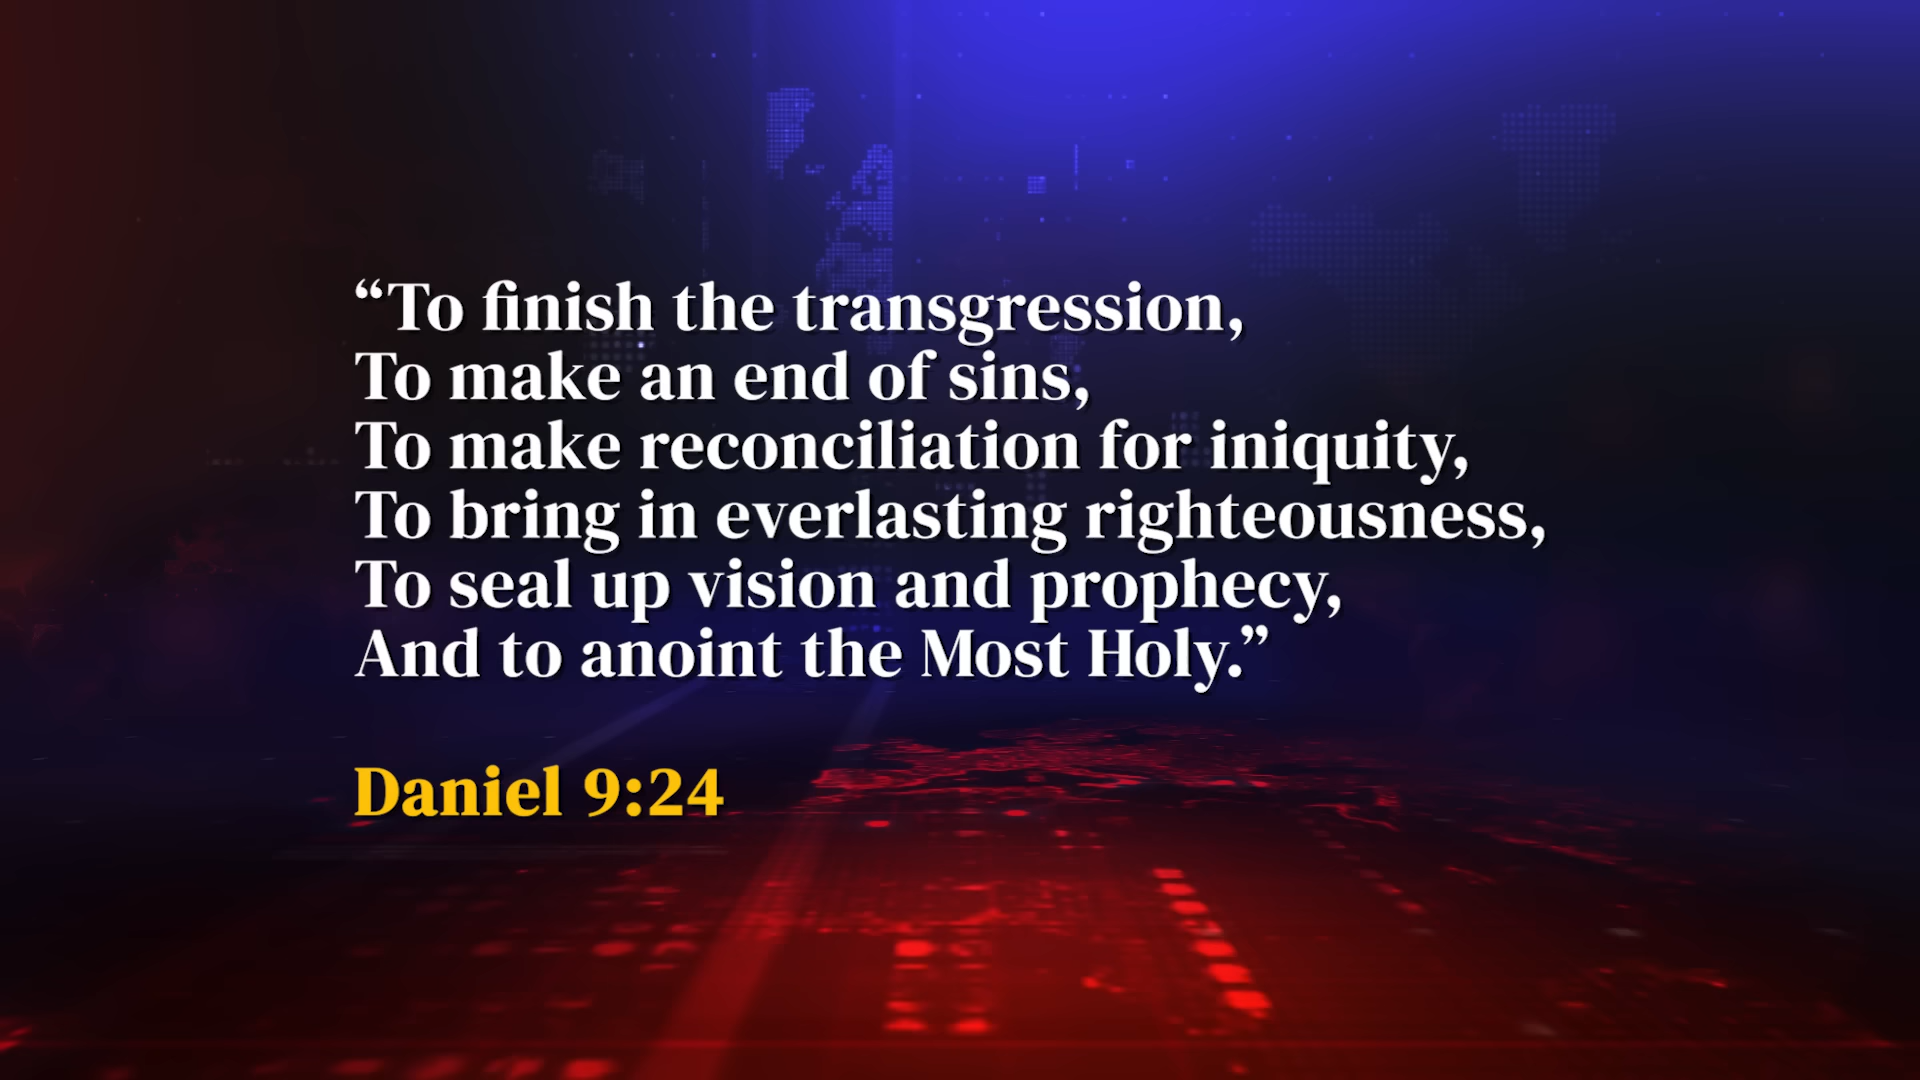 “To finish the transgression,
To make an end of sins,
To make reconciliation for iniquity,
To bring in everlasting righteousness,
To seal up vision and prophecy,
And to anoint the Most Holy.”
Daniel 9:24